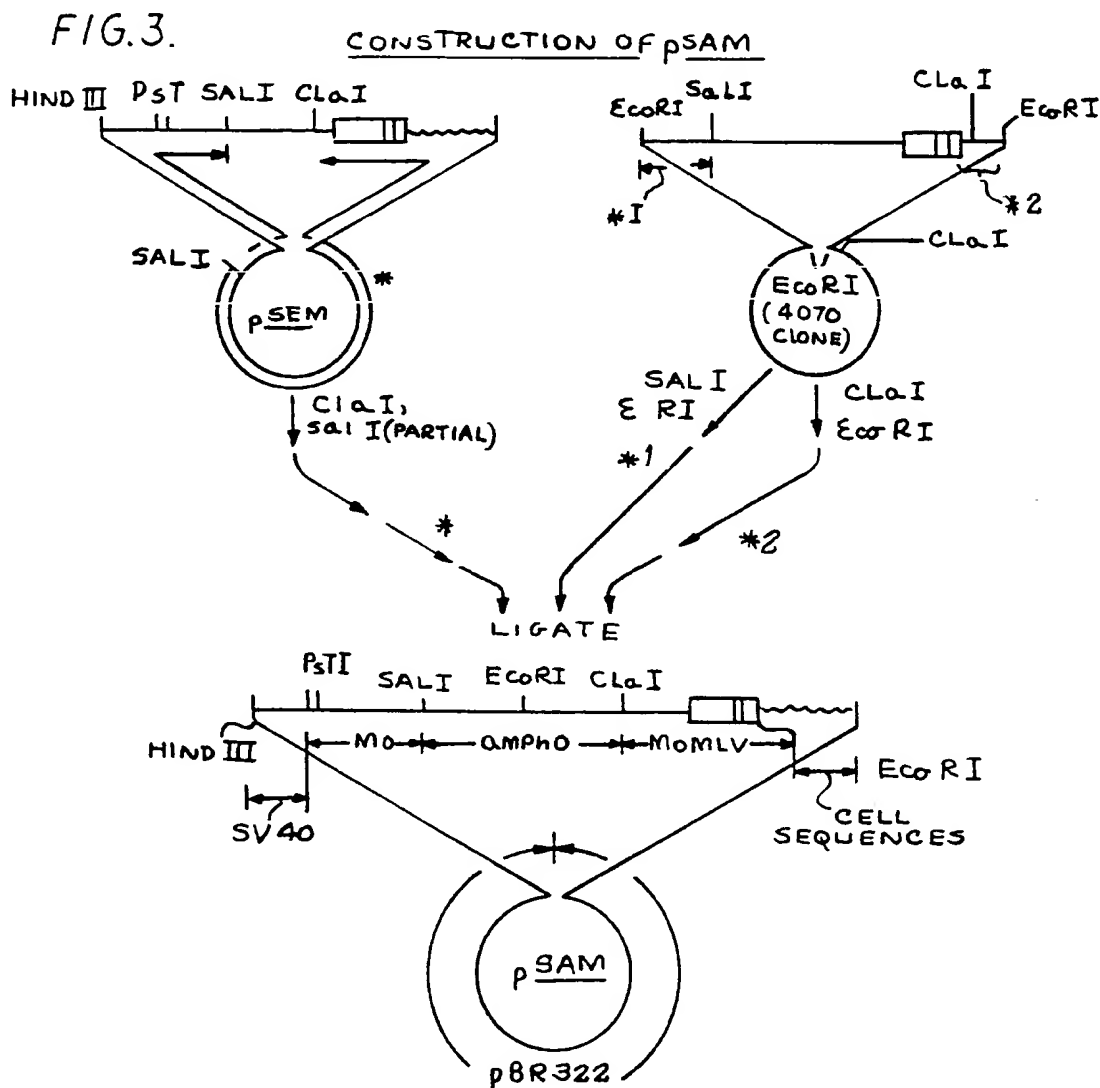 FIG.3.
CONSTRUCTION OF pSAM
HIND III PST SALI CLaI
EcoRI SaLI CLaI EcoRI
*I *2
SALI *
CLaI
pSEM
EcoRI
(4070
CLONE)
ClaI,
salI(PARTIAL)
SALI
ERI
CLaI
EcoRI
*1
* *2
LIGATE
PSTI SALI EcoRI CLaI
HIND III MO amPhO MoMLV EcoRI
SV40 CELL
SEQUENCES
pSAM
pBR322